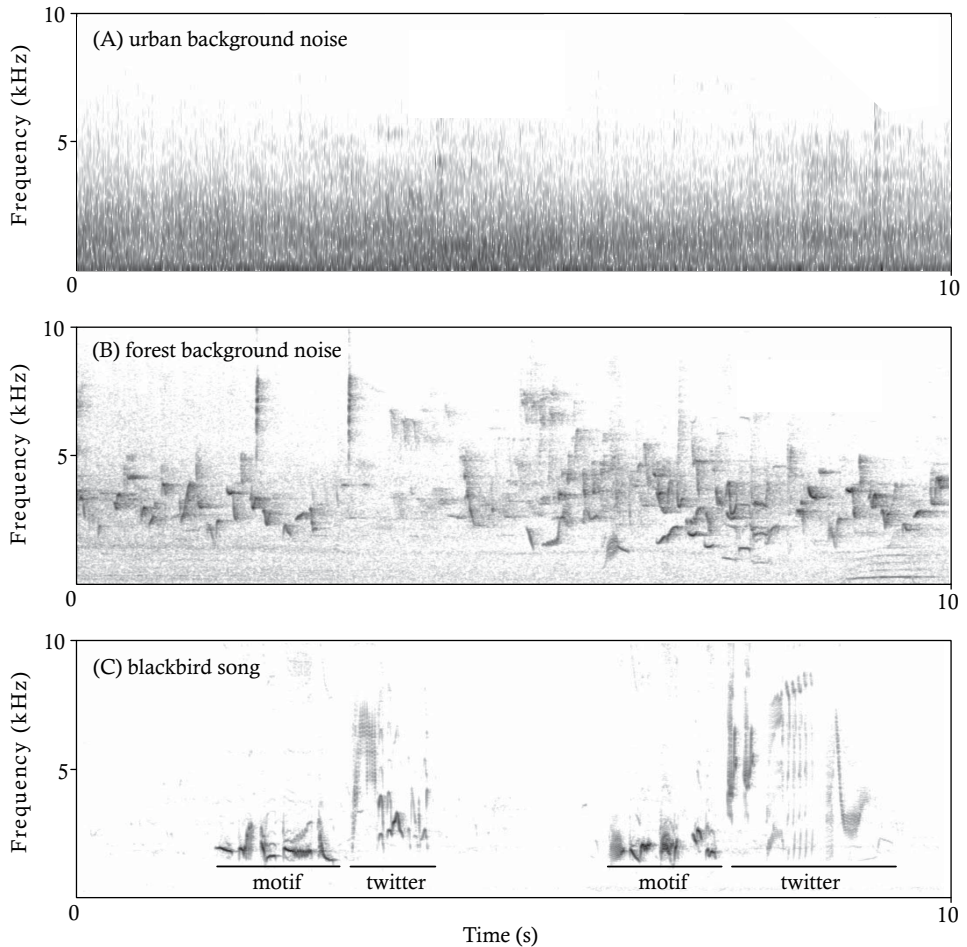 10
(A) urban background noise
5
Frequency (kHz)
0
10
10
(B) forest background noise
5
Frequency (kHz)
0
10
10
(C) blackbird song
5
Frequency (kHz)
motif
twitter
motif
twitter
0
10
Time (s)